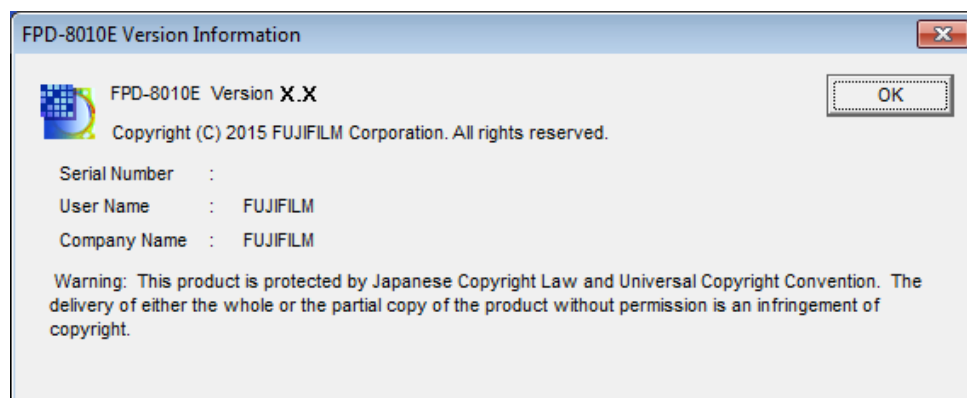 FPD-8010E Version Information
FPD-8010E Version X.X
OK
Copyright (C) 2015 FUJIFILM Corporation. All rights reserved.
Serial Number :
User Name : FUJIFILM
Company Name : FUJIFILM
Warning: This product is protected by Japanese Copyright Law and Universal Copyright Convention. The
delivery of either the whole or the partial copy of the product without permission is an infringement of
copyright.